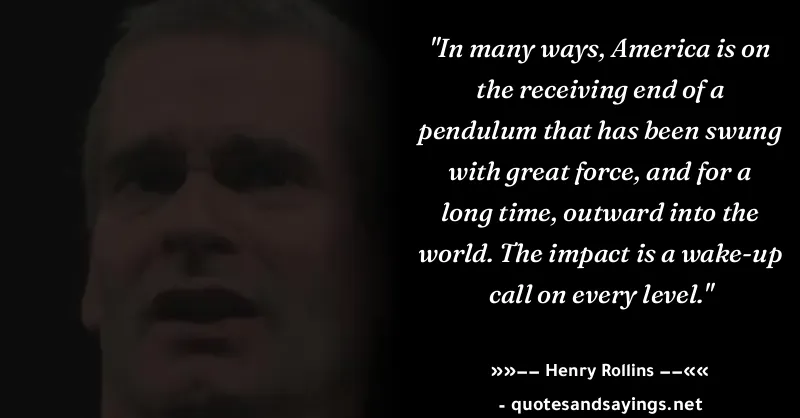 "In many ways, America is on
the receiving end of a
pendulum that has been swung
with great force, and for a
long time, outward into the
world. The impact is a wake-up
call on every level."
»»—— Henry Rollins ——««
- quotesandsayings.net